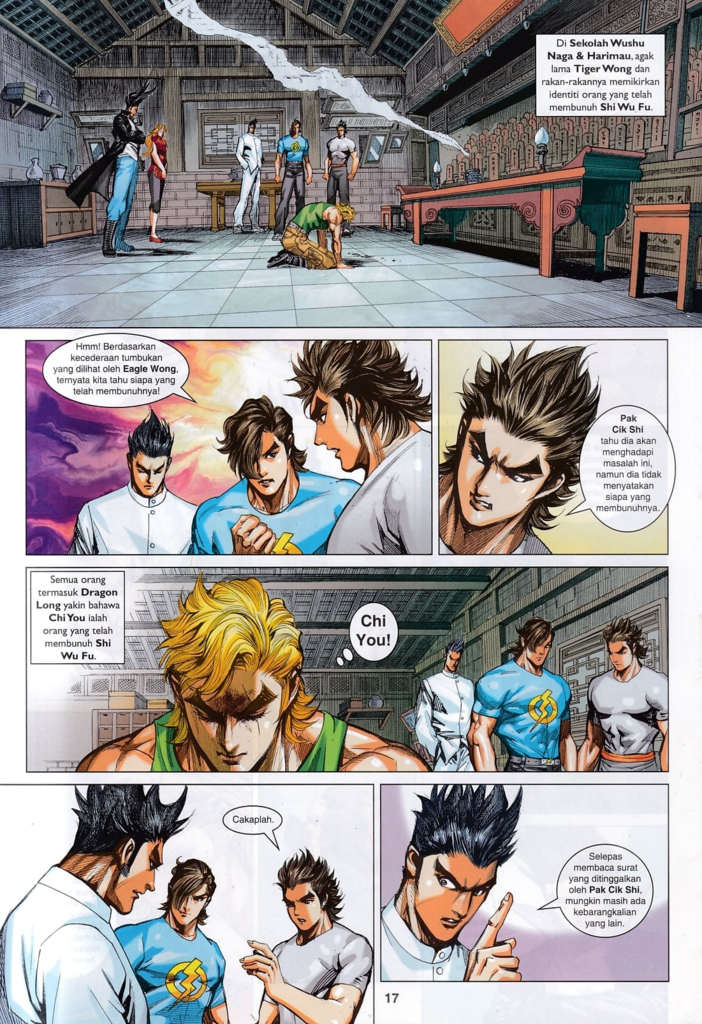 Di Sekolah Wushu
Naga & Harimau, agak
lama Tiger Wong dan
rakan-rakannya memikirkan
identiti orang yang telah
membunuh Shi Wu Fu.
Hmm! Berdasarkan
kecederaan tumbukan
yang dilihat oleh Eagle Wong,
ternyata kita tahu siapa yang
telah membunuhnya!
Pak
Cik Shi
tahu dia akan
menghadapi
masalah ini,
namun dia tidak
menyatakan
siapa yang
membunuhnya.
Semua orang
termasuk Dragon
Long yakin bahawa
Chi You ialah
orang yang telah
membunuh Shi
Wu Fu.
Chi
You!
Cakaplah.
Selepas
membaca surat
yang ditinggalkan
oleh Pak Cik Shi,
mungkin masih ada
kebarangkalian
yang lain.
17